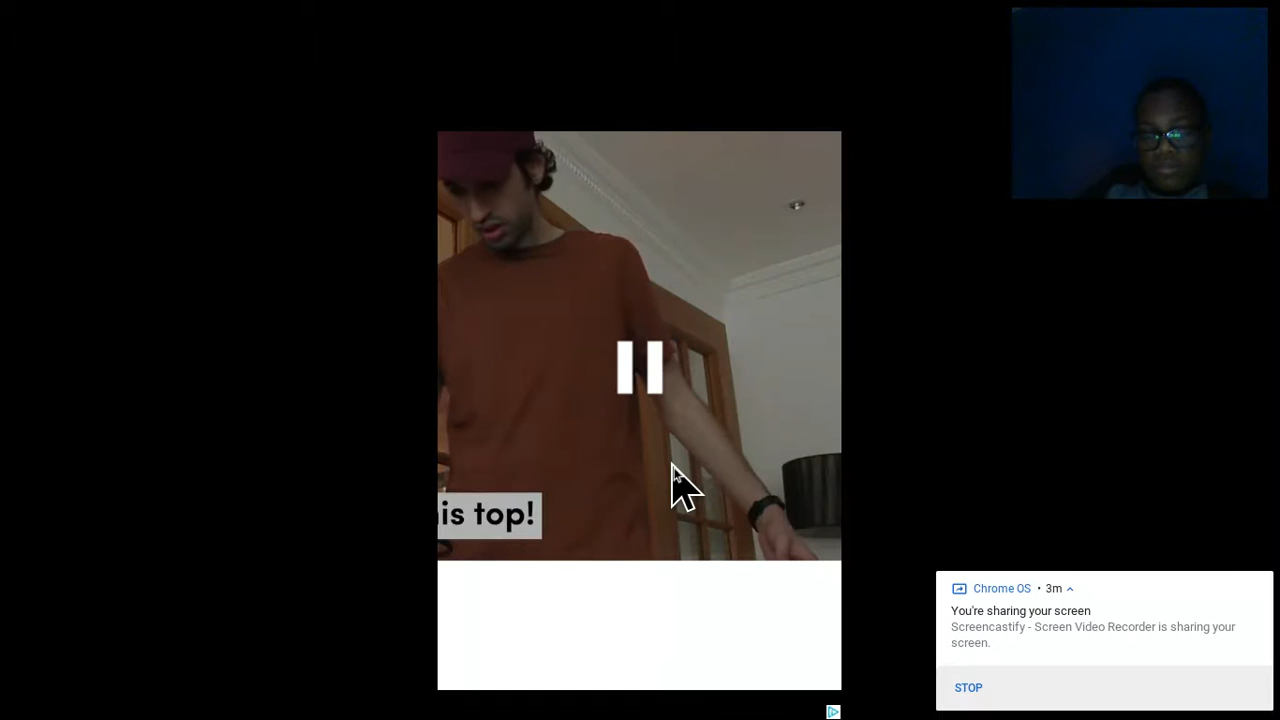 is top!
Chrome OS • 3m
You're sharing your screen
Screencastify - Screen Video Recorder is sharing your
screen.
STOP